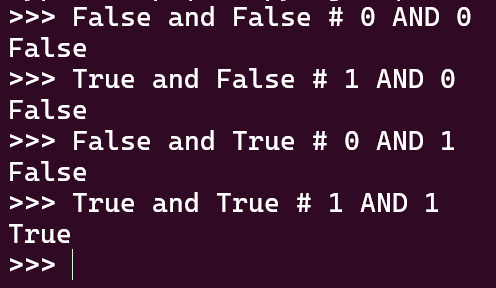 >>> False and False # 0 AND 0
False
>>> True and False # 1 AND 0
False
>>> False and True # 0 AND 1
False
>>> True and True # 1 AND 1
True
>>>